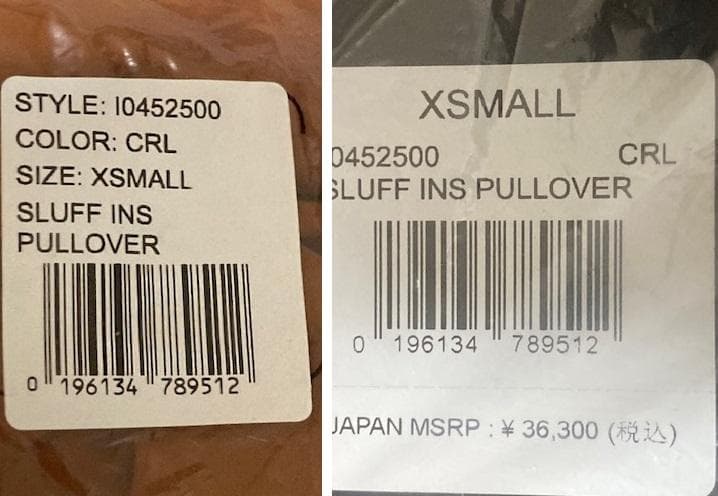 STYLE: I0452500
COLOR: CRL
SIZE: XSMALL
SLUFF INS
PULLOVER
0 196134 789512
XSMALL
0452500 CRL
SLUFF INS PULLOVER
0 196134 789512
JAPAN MSRP : ¥ 36,300 (税込)